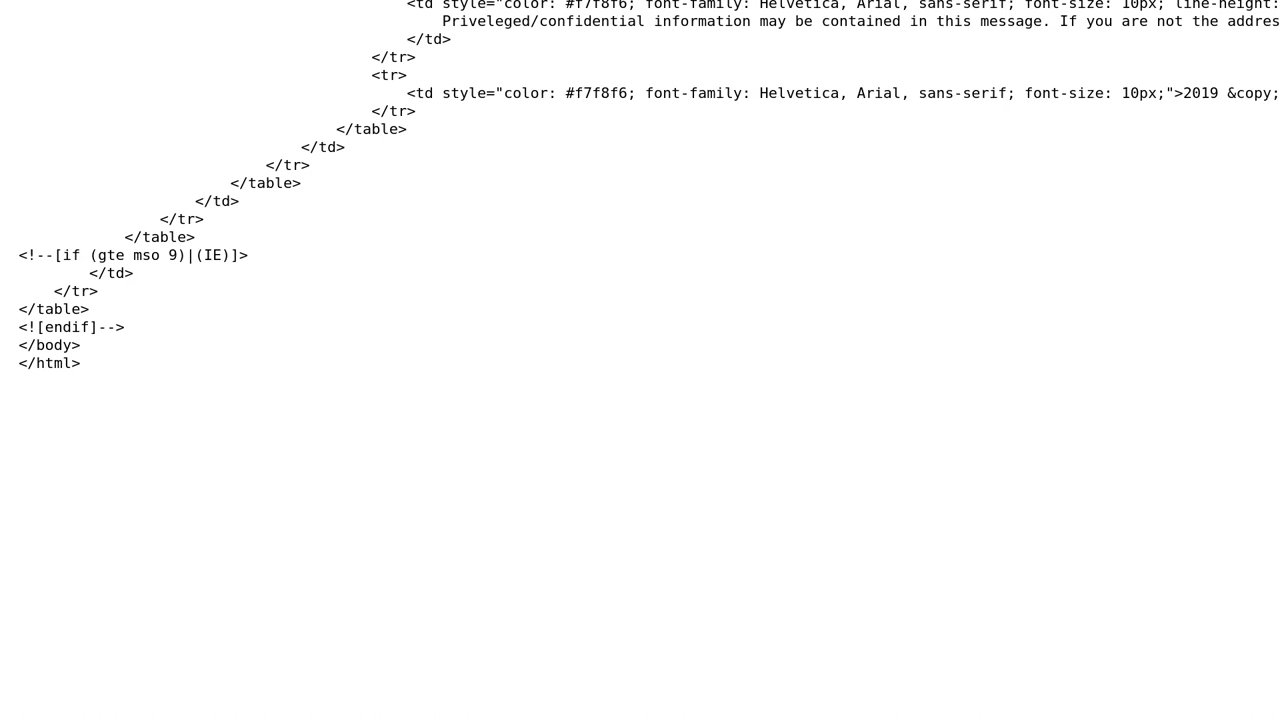 <td style="color: #f7f8f6; font-family: Helvetica, Arial, sans-serif; font-size: 10px; line-height:
Priveleged/confidential information may be contained in this message. If you are not the addres
</td>
</tr>
<tr>
<td style="color: #f7f8f6; font-family: Helvetica, Arial, sans-serif; font-size: 10px;">2019 &copy;
</tr>
</table>
</td>
</tr>
</table>
</td>
</tr>
</table>
<!--[if (gte mso 9)|(IE)]>
</td>
</tr>
</table>
<![endif]-->
</body>
</html>